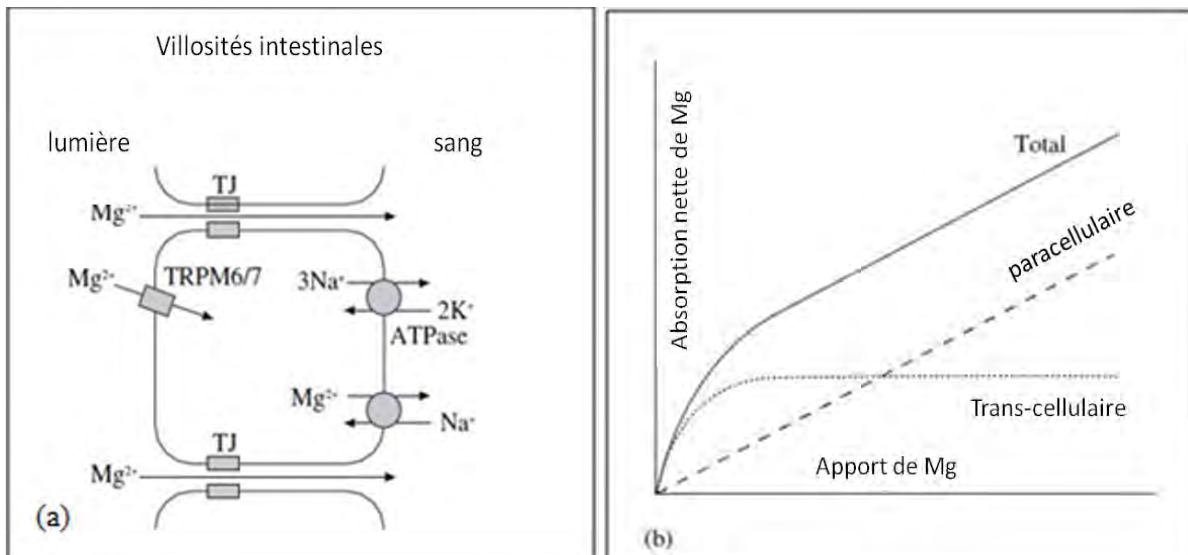 Villosités intestinales
lumière
sang
TJ
Mg²⁺
Mg²⁺
TRPM6/7
3Na⁺
2K⁺
ATPase
Mg²⁺
Na⁺
TJ
Mg²⁺
(a)
Absorption nette de Mg
Total
paracellulaire
Trans-cellulaire
Apport de Mg
(b)